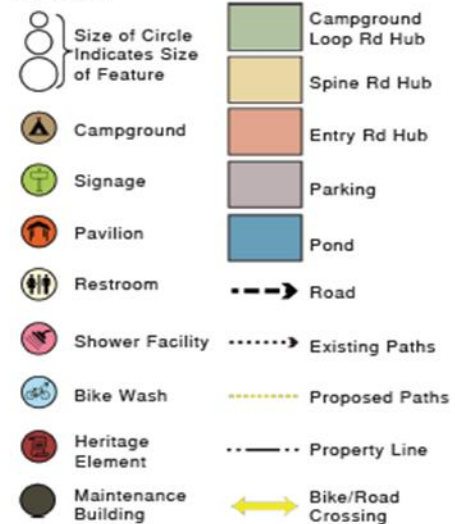 Size of Circle
Indicates Size
of Feature
Campground
Signage
Pavilion
Restroom
Shower Facility
Bike Wash
Heritage
Element
Maintenance
Building
Campground
Loop Rd Hub
Spine Rd Hub
Entry Rd Hub
Parking
Pond
Road
Existing Paths
Proposed Paths
Property Line
Bike/Road
Crossing